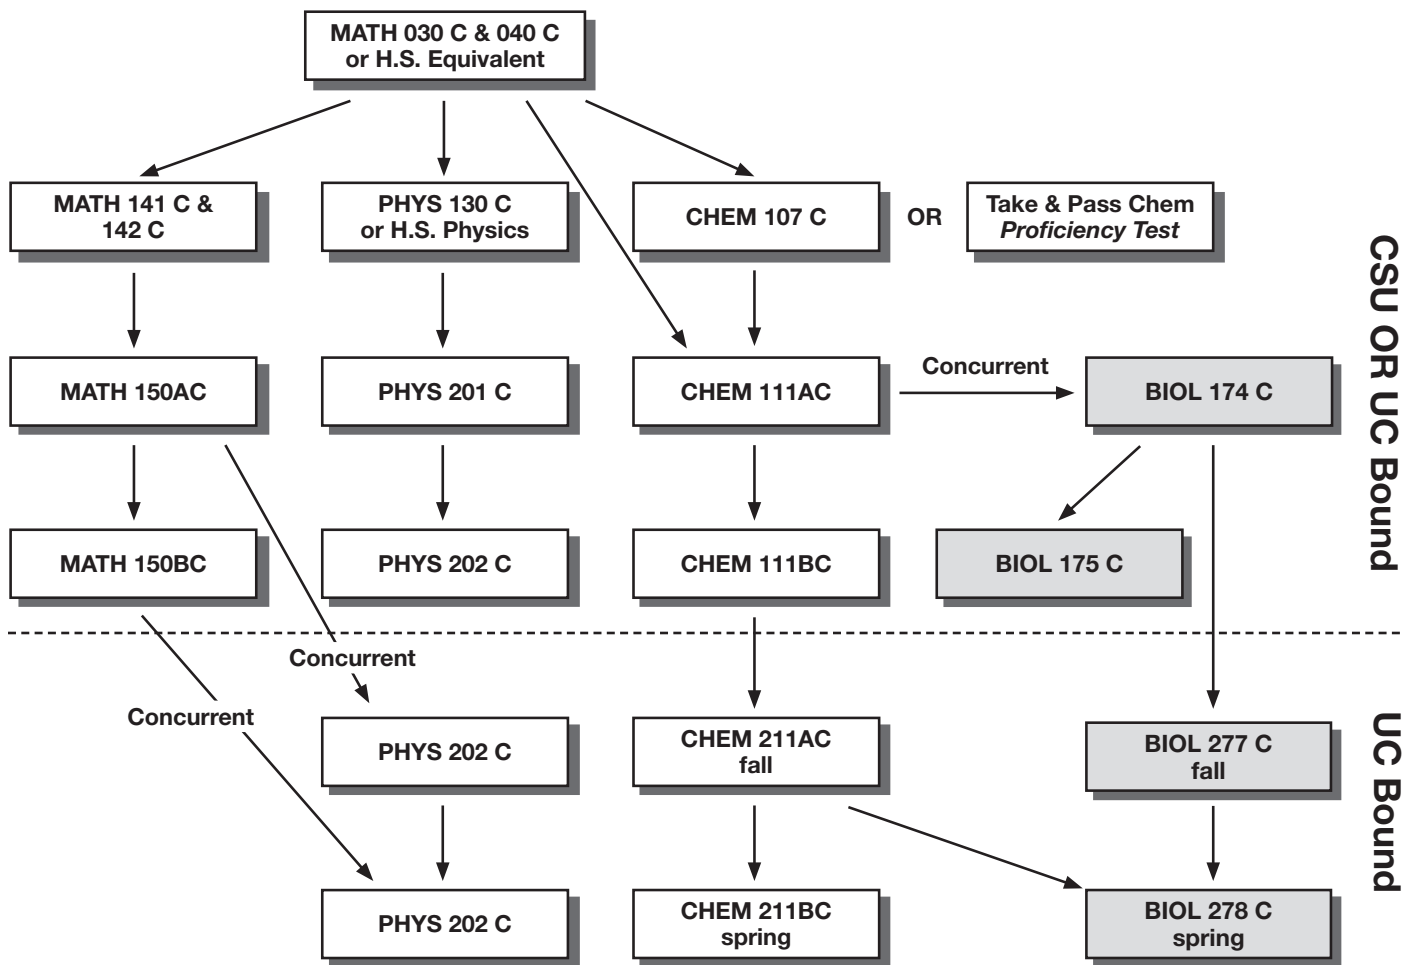 MATH 030 C & 040 C
or H.S. Equivalent
MATH 141 C &
142 C
PHYS 130 C
or H.S. Physics
CHEM 107 C
OR
Take & Pass Chem
Proficiency Test
MATH 150AC
PHYS 201 C
CHEM 111AC
Concurrent
BIOL 174 C
MATH 150BC
PHYS 202 C
CHEM 111BC
BIOL 175 C
CSU OR UC Bound
Concurrent
Concurrent
PHYS 202 C
CHEM 211AC
fall
BIOL 277 C
fall
PHYS 202 C
CHEM 211BC
spring
BIOL 278 C
spring
UC Bound